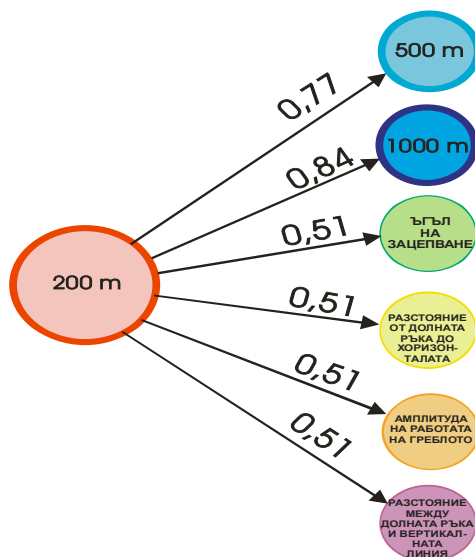 500 m
0,77
1000 m
0,84
ЪГЪЛ
НА
ЗАЦЕПВАНЕ
0,51
200 m
РАЗСТОЯНИЕ
ОТ ДОЛНАТА
РЪКА ДО
ХОРИЗОН-
ТАЛАТА
0,51
АМПЛИТУДА
НА РАБОТАТА
НА ГРЕБЛОТО
0,51
РАЗСТОЯНИЕ
МЕЖДУ
ДОЛНАТА РЪКА
И ВЕРТИКАЛ-
НАТА
ЛИНИЯ
0,51